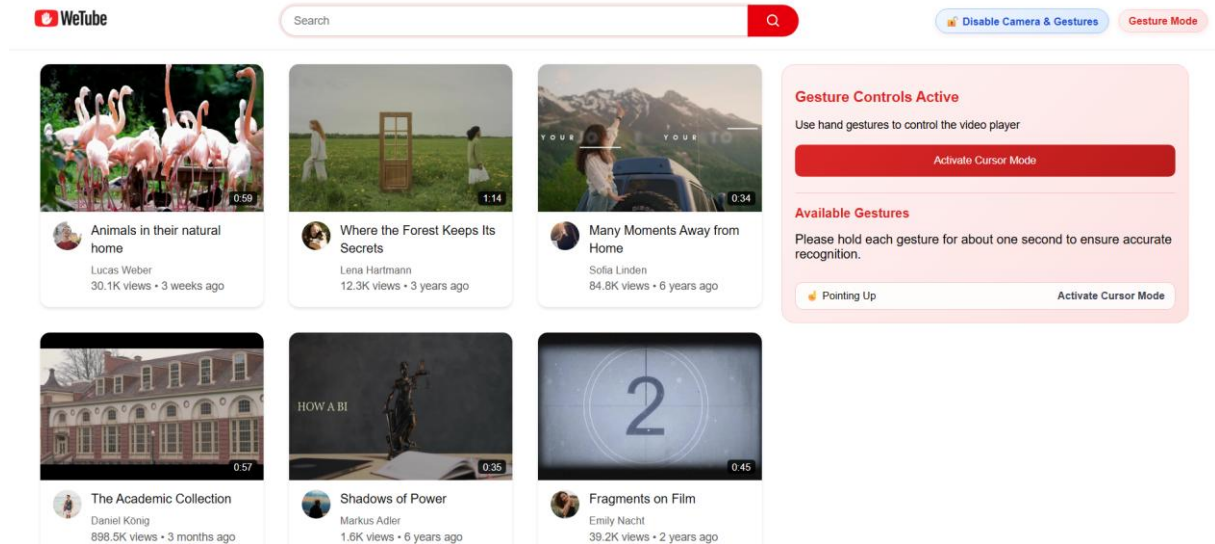 WeTube
Search
Disable Camera & Gestures
Gesture Mode
0:59
1:14
YOUR TO YOUR TO
0:34
Animals in their natural
home
Lucas Weber
30.1K views • 3 weeks ago
Where the Forest Keeps Its
Secrets
Lena Hartmann
12.3K views • 3 years ago
Many Moments Away from
Home
Sofia Linden
84.8K views • 6 years ago
Gesture Controls Active
Use hand gestures to control the video player
Activate Cursor Mode
Available Gestures
Please hold each gesture for about one second to ensure accurate
recognition.
Pointing Up
Activate Cursor Mode
0:57
HOW A BI
0:35
2
0:45
The Academic Collection
Daniel König
898.5K views • 3 months ago
Shadows of Power
Markus Adler
1.6K views • 6 years ago
Fragments on Film
Emily Nacht
39.2K views • 2 years ago